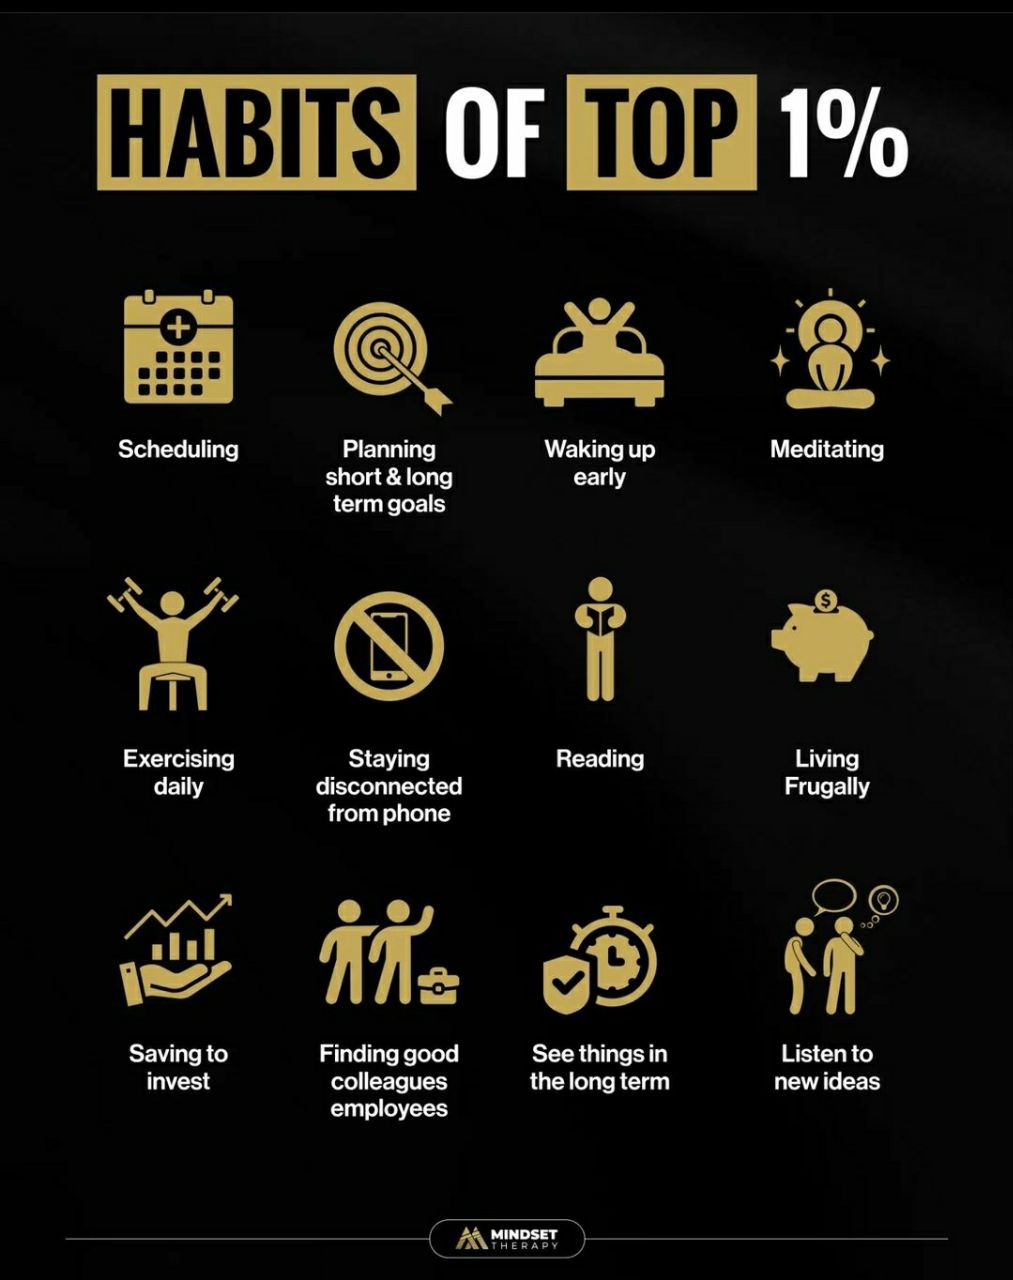 HABITS OF TOP 1%
Scheduling
Planning
short & long
term goals
Waking up
early
Meditating
Exercising
daily
Staying
disconnected
from phone
Reading
$
Living
Frugally
Saving to
invest
Finding good
colleagues
employees
See things in
the long term
Listen to
new ideas
MINDSET
THERAPY